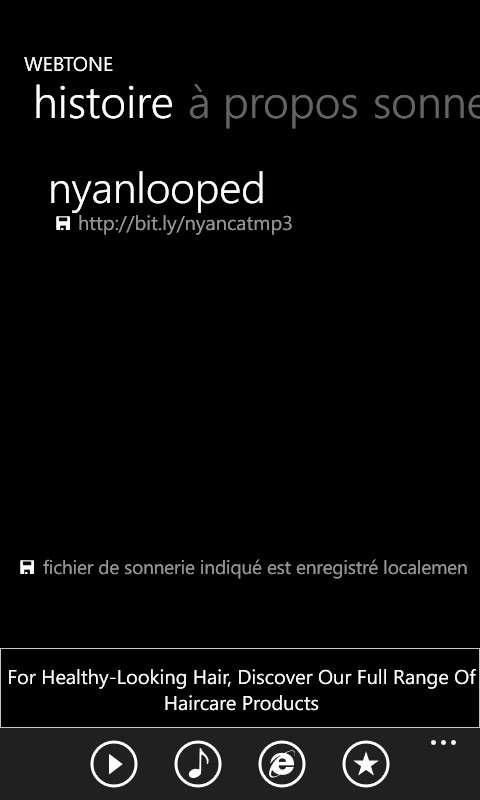 WEBTONE
histoire à propos sonne
nyanlooped
http://bit.ly/nyancatmp3
fichier de sonnerie indiqué est enregistré localemen
For Healthy-Looking Hair, Discover Our Full Range Of
Haircare Products